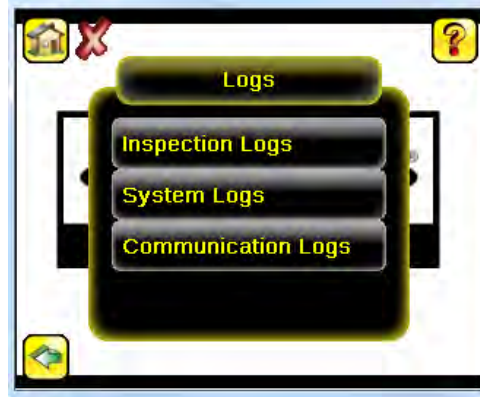 ?
Logs
Inspection Logs
System Logs
Communication Logs
®